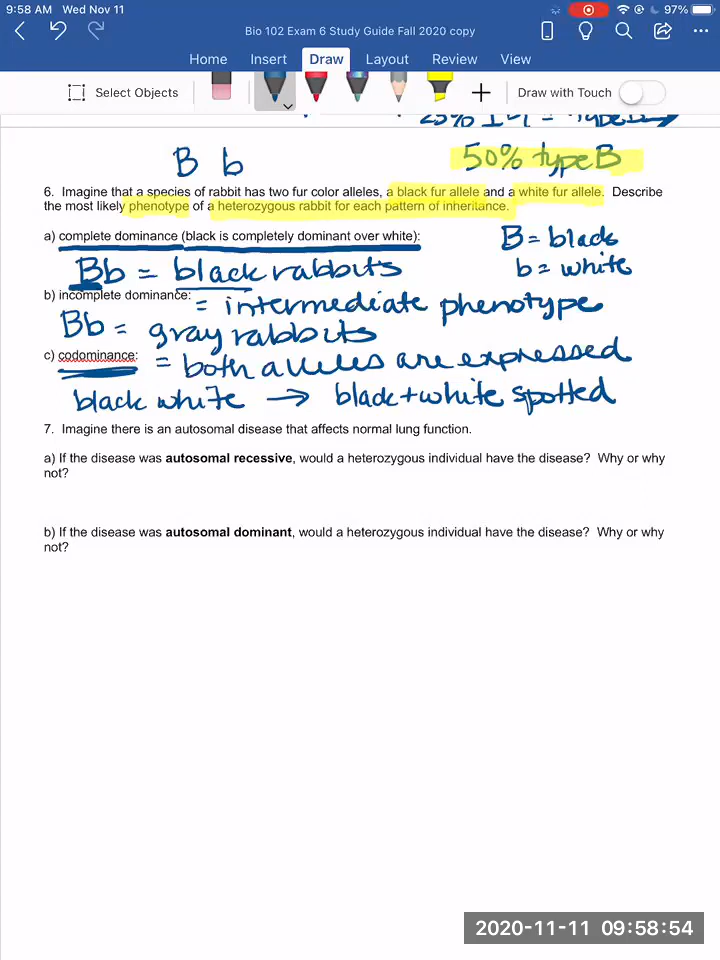 9:58 AM Wed Nov 11 97%
Bio 102 Exam 6 Study Guide Fall 2020 copy
Home Insert Draw Layout Review View
Select Objects Draw with Touch
25%
50% type B
B b
6. Imagine that a species of rabbit has two fur color alleles, a black fur allele and a white fur allele. Describe
the most likely phenotype of a heterozygous rabbit for each pattern of inheritance.
a) complete dominance (black is completely dominant over white):
B = black
Bb = black rabbits
b = white
b) incomplete dominance: = intermediate phenotype
Bb = gray rabbits
c) codominance: = both alleles are expressed
black white → black + white spotted
7. Imagine there is an autosomal disease that affects normal lung function.
a) If the disease was autosomal recessive, would a heterozygous individual have the disease? Why or why
not?
b) If the disease was autosomal dominant, would a heterozygous individual have the disease? Why or why
not?
2020-11-11 09:58:54